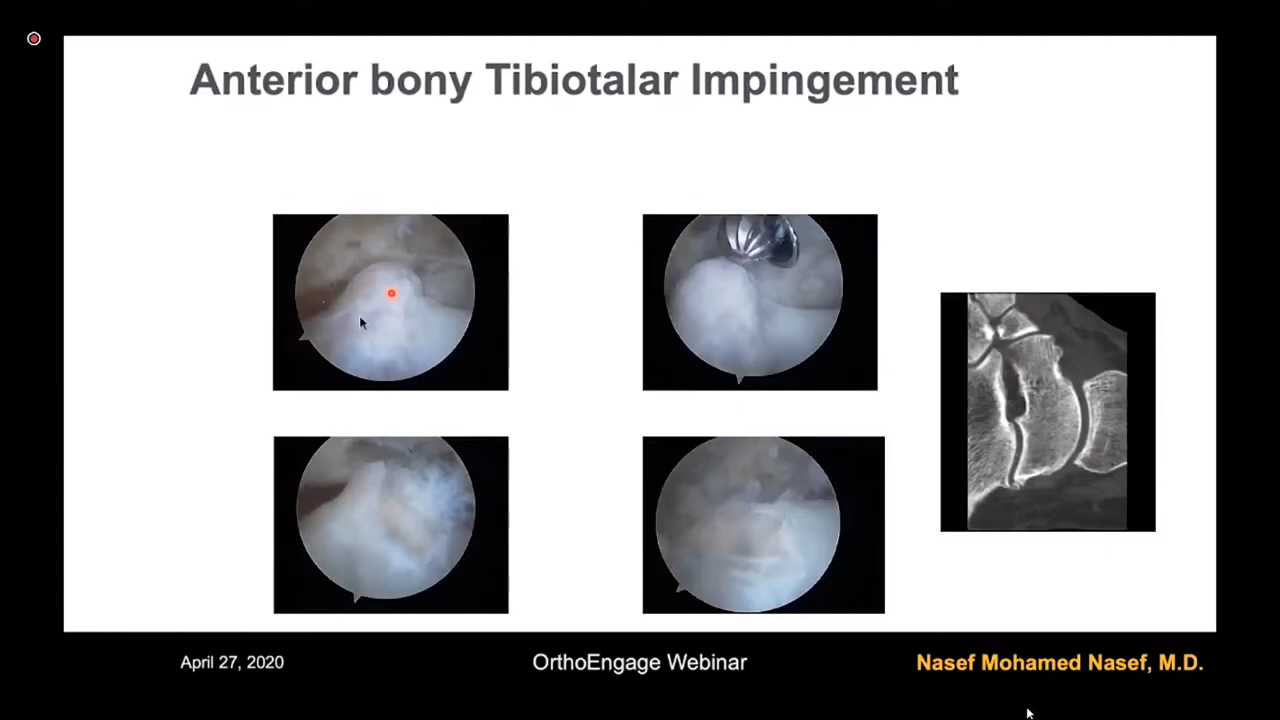 Anterior bony Tibiotalar Impingement
April 27, 2020
OrthoEngage Webinar
Nasef Mohamed Nasef, M.D.